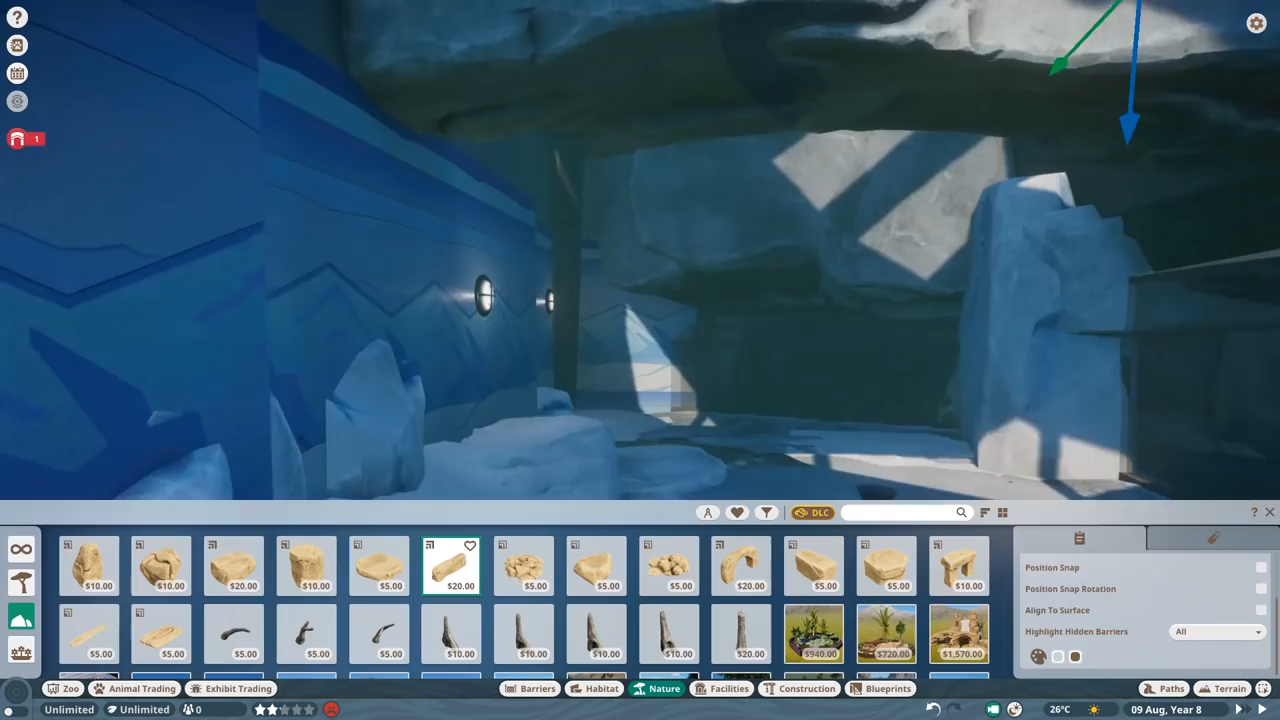 ?
1
DLC
? ×
$10.00 $10.00 $20.00 $10.00 $5.00 $20.00 $5.00 $5.00 $5.00 $20.00 $5.00 $5.00 $10.00
$5.00 $5.00 $5.00 $5.00 $5.00 $10.00 $10.00 $10.00 $10.00 $20.00 $940.00 $720.00 $1,570.00
Position Snap
Position Snap Rotation
Align To Surface
Highlight Hidden Barriers All
Zoo Animal Trading Exhibit Trading Barriers Habitat Nature Facilities Construction Blueprints Paths Terrain
Unlimited Unlimited 0 26°C 09 Aug, Year 8